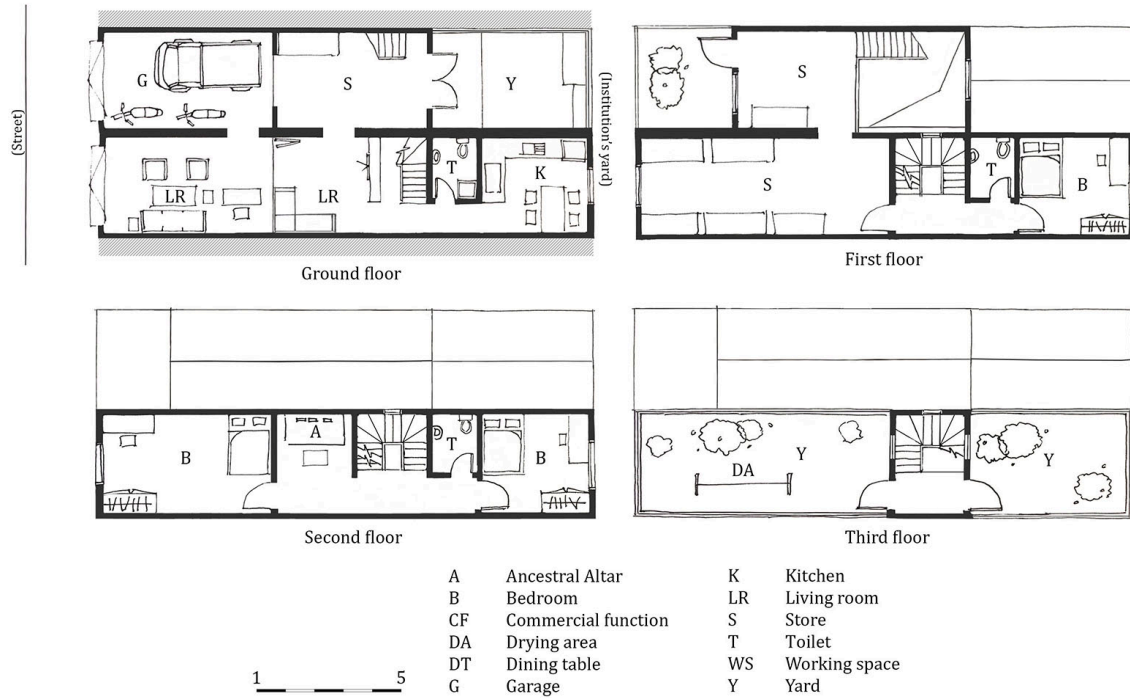 (Street)
G
S
Y
(Institution's yard)
LR
LR
T
K
Ground floor
S
S
T
B
First floor
B
A
T
B
Second floor
DA
Y
Y
Third floor
A Ancestral Altar
B Bedroom
CF Commercial function
DA Drying area
DT Dining table
G Garage
K Kitchen
LR Living room
S Store
T Toilet
WS Working space
Y Yard
1 5